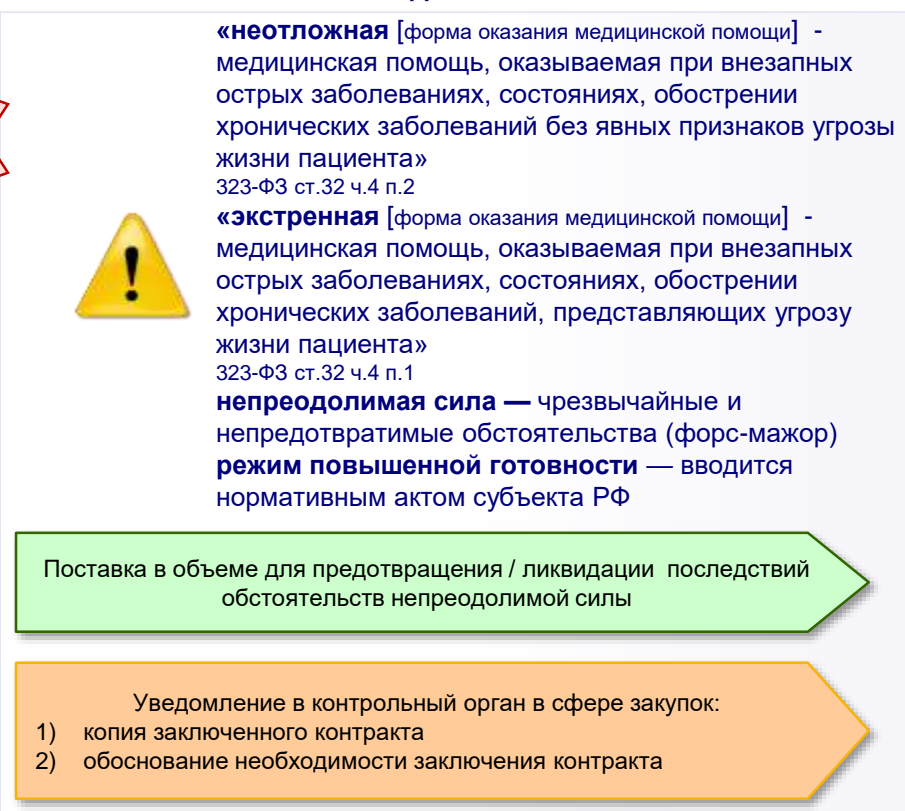 «неотложная [форма оказания медицинской помощи] -
медицинская помощь, оказываемая при внезапных
острых заболеваниях, состояниях, обострении
хронических заболеваний без явных признаков угрозы
жизни пациента»
323-ФЗ ст.32 ч.4 п.2
«экстренная [форма оказания медицинской помощи] -
медицинская помощь, оказываемая при внезапных
острых заболеваниях, состояниях, обострении
хронических заболеваний, представляющих угрозу
жизни пациента»
323-ФЗ ст.32 ч.4 п.1
непреодолимая сила — чрезвычайные и
непредотвратимые обстоятельства (форс-мажор)
режим повышенной готовности — вводится
нормативным актом субъекта РФ
Поставка в объеме для предотвращения / ликвидации последствий
обстоятельств непреодолимой силы
Уведомление в контрольный орган в сфере закупок:
1) копия заключенного контракта
2) обоснование необходимости заключения контракта